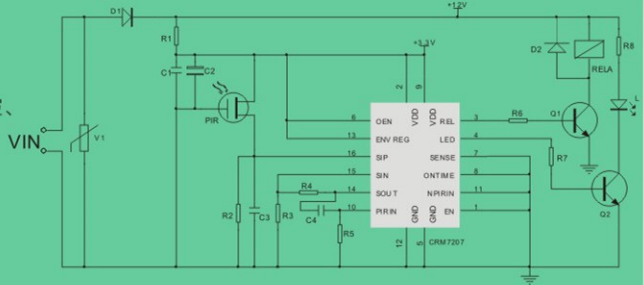 D1
+12V
R1
+3.3V
D2
R8
C1
C2
RELA
2
9
L
PIR
VDD
VDD
6
OEN
REL
3
R6
Q1
V1
VIN
13
ENV REG
LED
4
16
SIP
SENSE
7
R7
15
SIN
ONTIME
8
R4
14
SOUT
NPIRIN
11
Q2
R2
C3
R3
C4
10
PIRIN
GND
GND
EN
1
R5
12
5
CRM7207